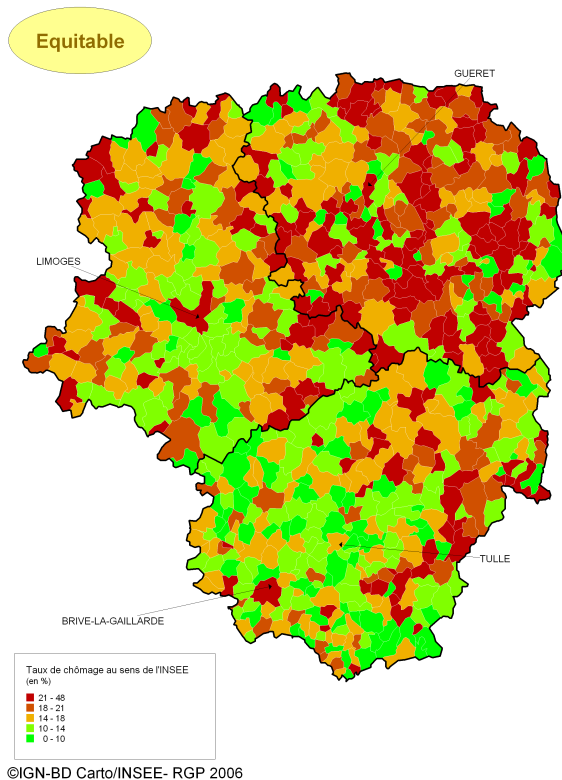 Equitable
GUERET
LIMOGES
TULLE
BRIVE-LA-GAILLARDE
Taux de chômage au sens de l'INSEE
(en %)
21 - 48
18 - 21
14 - 18
10 - 14
0 - 10
©IGN-BD Carto/INSEE- RGP 2006